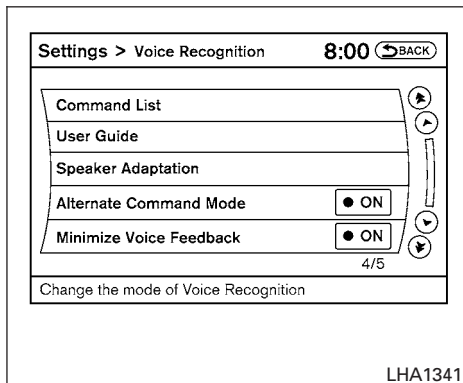 Settings > Voice Recognition 8:00 BACK
Command List
User Guide
Speaker Adaptation
Alternate Command Mode ON
Minimize Voice Feedback ON
4/5
Change the mode of Voice Recognition
LHA1341